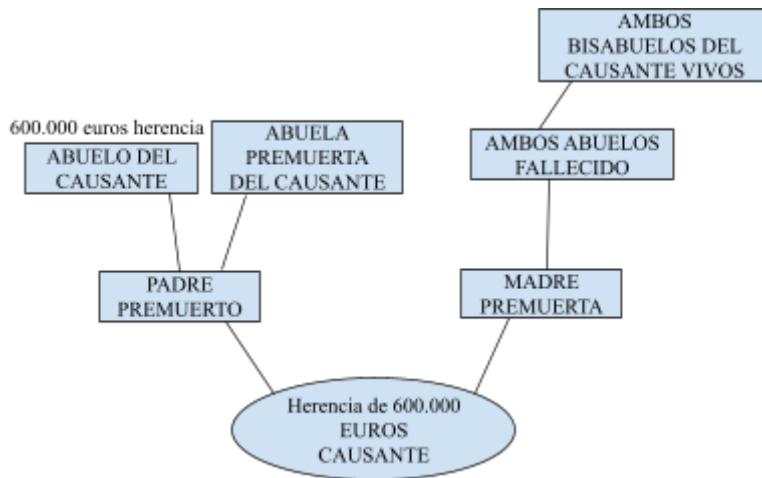 AMBOS
BISABUELOS DEL
CAUSANTE VIVOS
600.000 euros herencia
ABUELO DEL
CAUSANTE
ABUELA
PREMUERTA
DEL CAUSANTE
AMBOS ABUELOS
FALLECIDO
PADRE
PREMUERTO
MADRE
PREMUERTA
Herencia de 600.000
EUROS
CAUSANTE